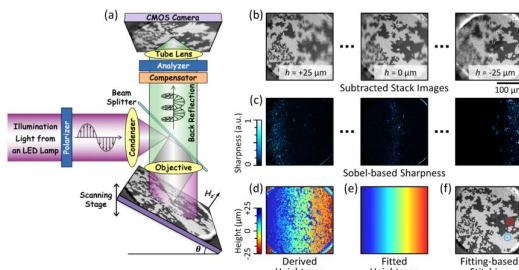 (a)
CMOS Camera
Tube Lens
Analyzer
Compensator
Beam
Splitter
Back Reflection
Illumination
Light from
an LED Lamp
Polarizer
Condenser
Objective
Scanning
Stage
θ
(b)
h = +25 µm
h = 0 µm
h = -25 µm
Subtracted Stack Images
100 µm
(c)
Sharpness (a.u.)
1
0
Sobel-based Sharpness
(d)
(e)
(f)
Height (µm)
+25
0
-25
Derived
Fitted
Fitting-based